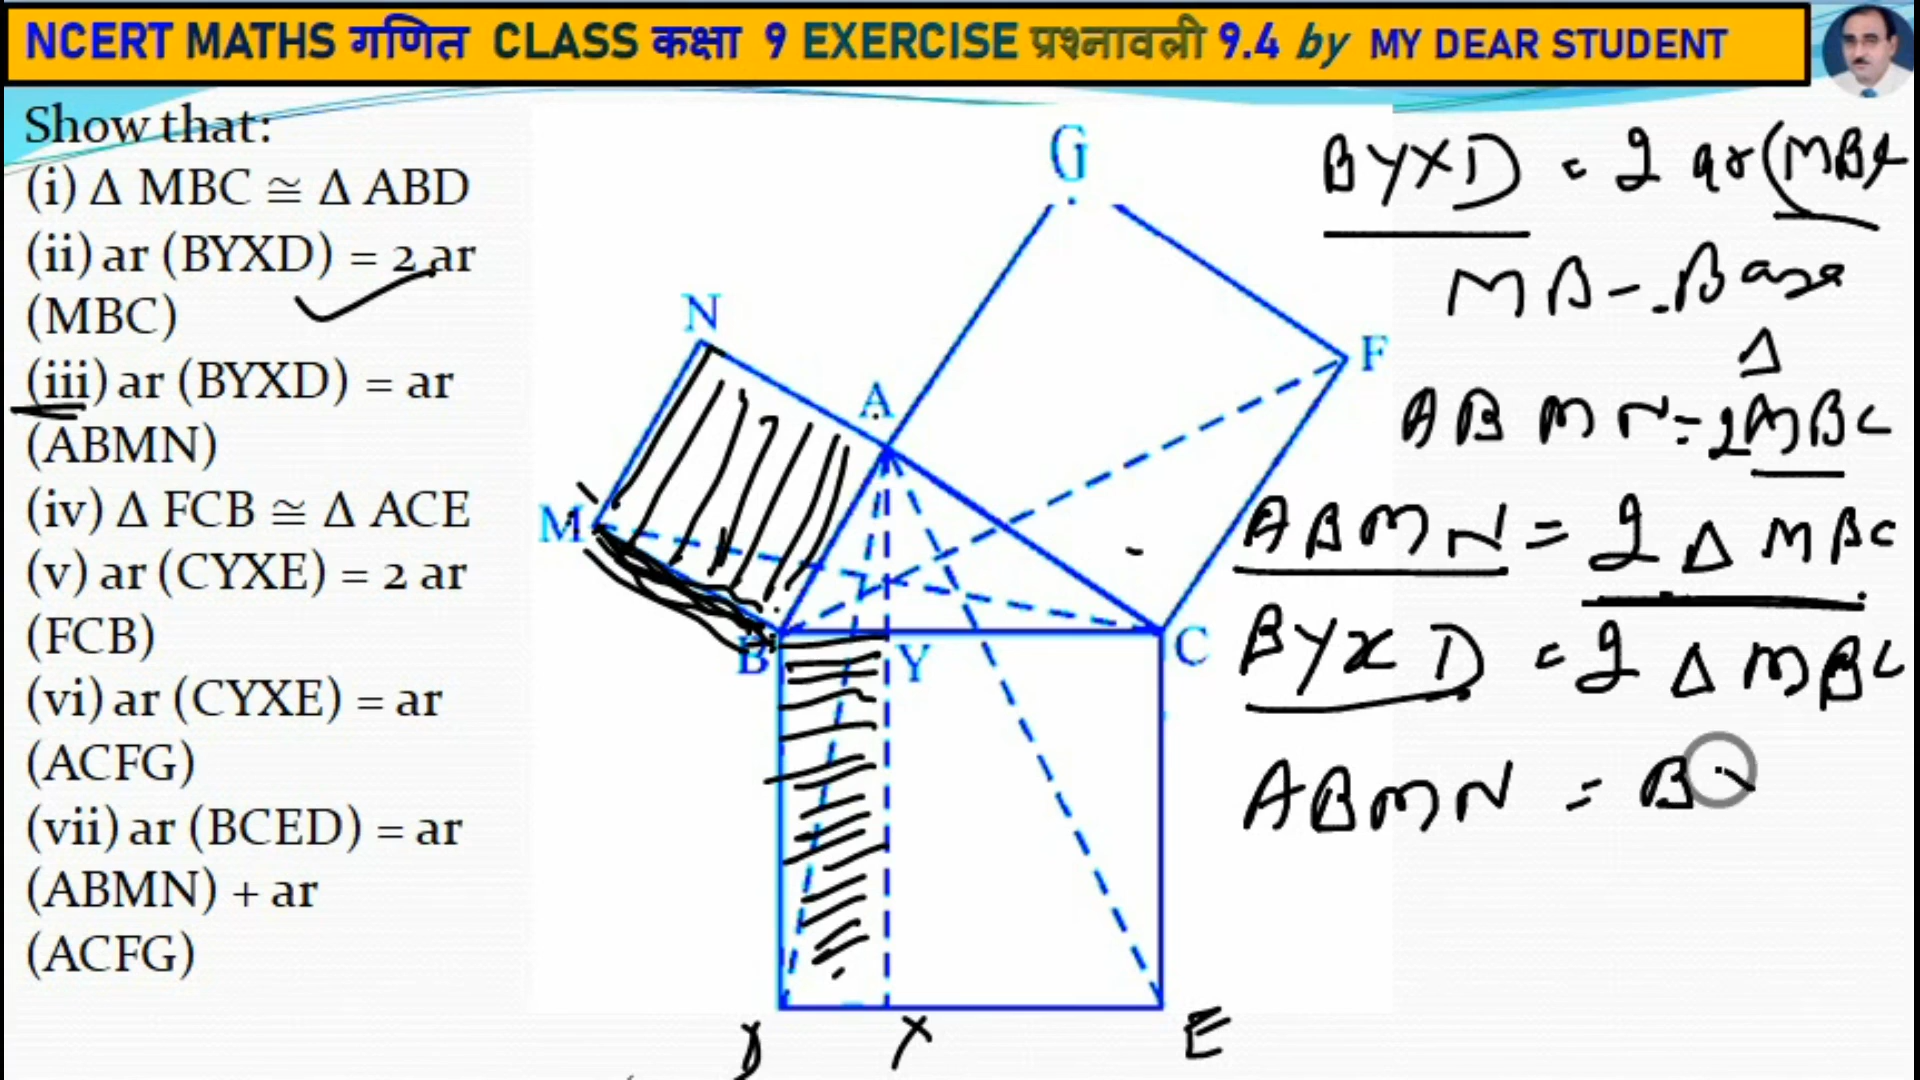 NCERT MATHS गणित CLASS कक्षा 9 EXERCISE प्रश्नावली 9.4 by MY DEAR STUDENT
Show that:
(i) Δ MBC ≅ Δ ABD
(ii) ar (BYXD) = 2 ar
(MBC)
(iii) ar (BYXD) = ar
(ABMN)
(iv) Δ FCB ≅ Δ ACE
(v) ar (CYXE) = 2 ar
(FCB)
(vi) ar (CYXE) = ar
(ACFG)
(vii) ar (BCED) = ar
(ABMN) + ar
(ACFG)
G
N
F
A
M
B
Y
C
D
X
E
BYXD = 2 ar(MBC
MB - Base
Δ
ABMN = 2 MBC
ABMN = 2 Δ MBC
BYXD = 2 Δ MBC
ABMN = BY